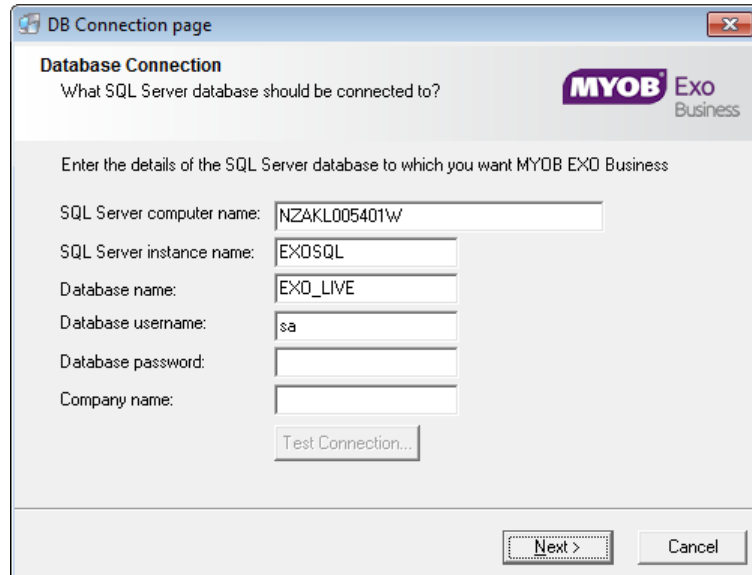 DB Connection page
Database Connection
What SQL Server database should be connected to?
MYOB Exo
Business
Enter the details of the SQL Server database to which you want MYOB EXO Business
SQL Server computer name: NZAKL005401W
SQL Server instance name: EXOSQL
Database name: EXO_LIVE
Database username: sa
Database password:
Company name:
Test Connection...
Next > Cancel